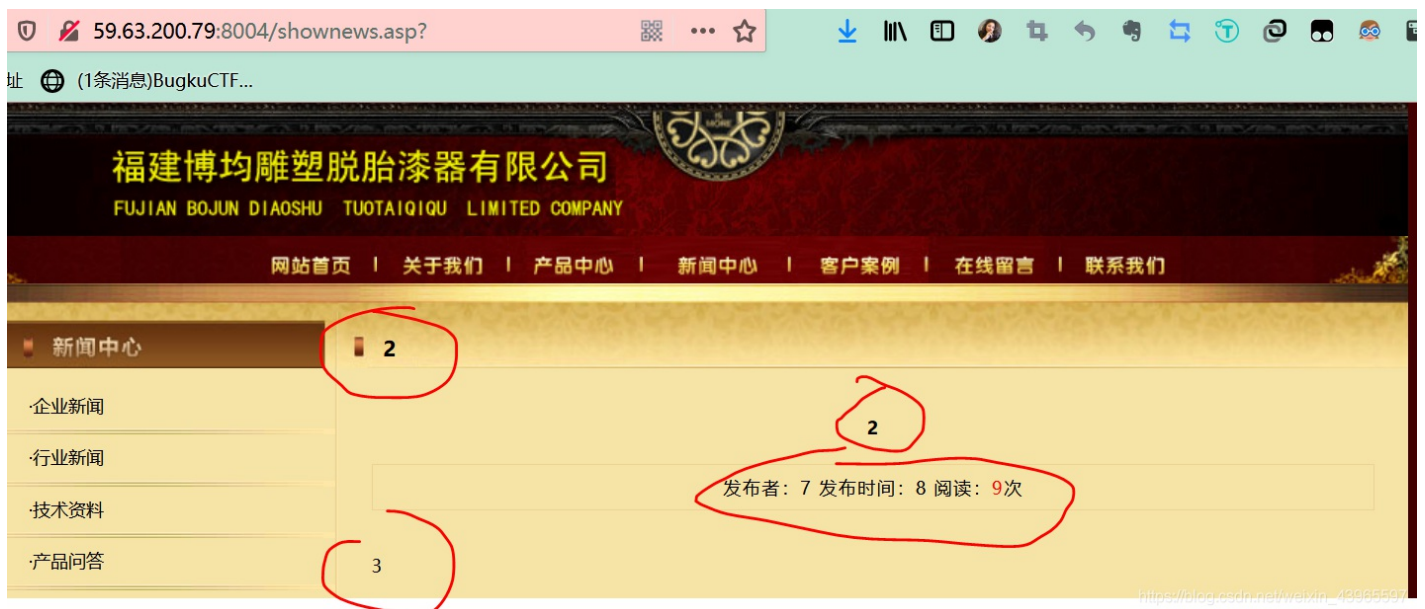 59.63.200.79:8004/shownews.asp?
址 (1条消息)BugkuCTF...
IS
MORE
福建博均雕塑脱胎漆器有限公司
FUJIAN BOJUN DIAOSHU TUOTAIQIQU LIMITED COMPANY
网站首页 | 关于我们 | 产品中心 | 新闻中心 | 客户案例 | 在线留言 | 联系我们
新闻中心
2
·企业新闻
2
·行业新闻
发布者：7 发布时间：8 阅读：9次
·技术资料
·产品问答
3
https://blog.csdn.net/weixin_43965597